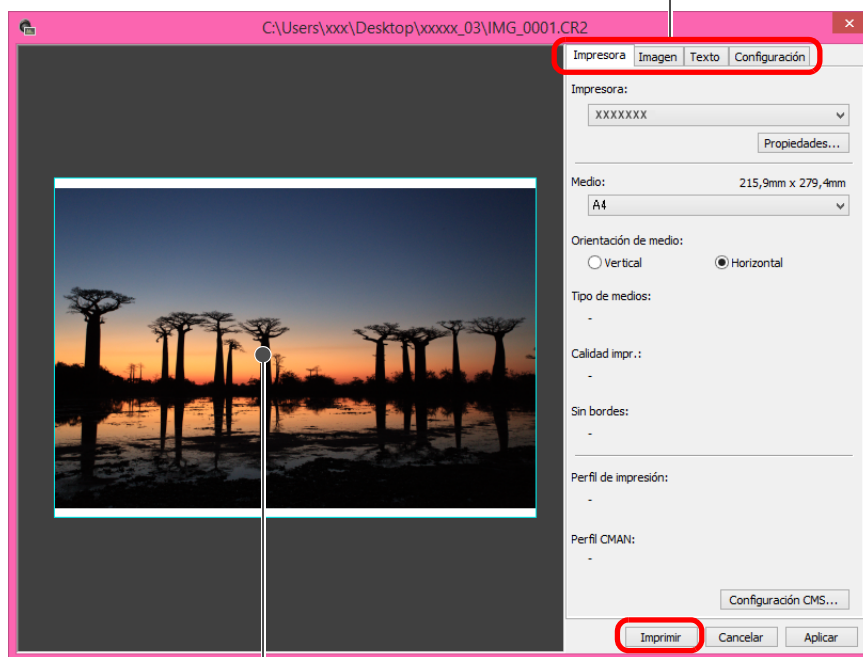 C:\Users\xxx\Desktop\xxxxx_03\IMG_0001.CR2
Impresora Imagen Texto Configuración
Impresora:
XXXXXXX
Propiedades...
Medio: 215,9mm x 279,4mm
A4
Orientación de medio:
Vertical Horizontal
Tipo de medios:
-
Calidad impr.:
-
Sin bordes:
-
Perfil de impresión:
-
Perfil CMAN:
-
Configuración CMS...
Imprimir Cancelar Aplicar